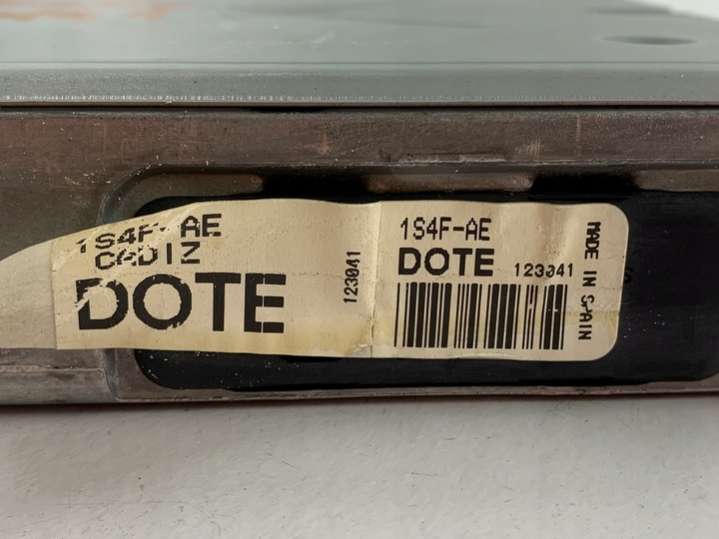 1S4F-AE
CADIZ
DOTE
123041
1S4F-AE
DOTE 123041
MADE IN SPAIN